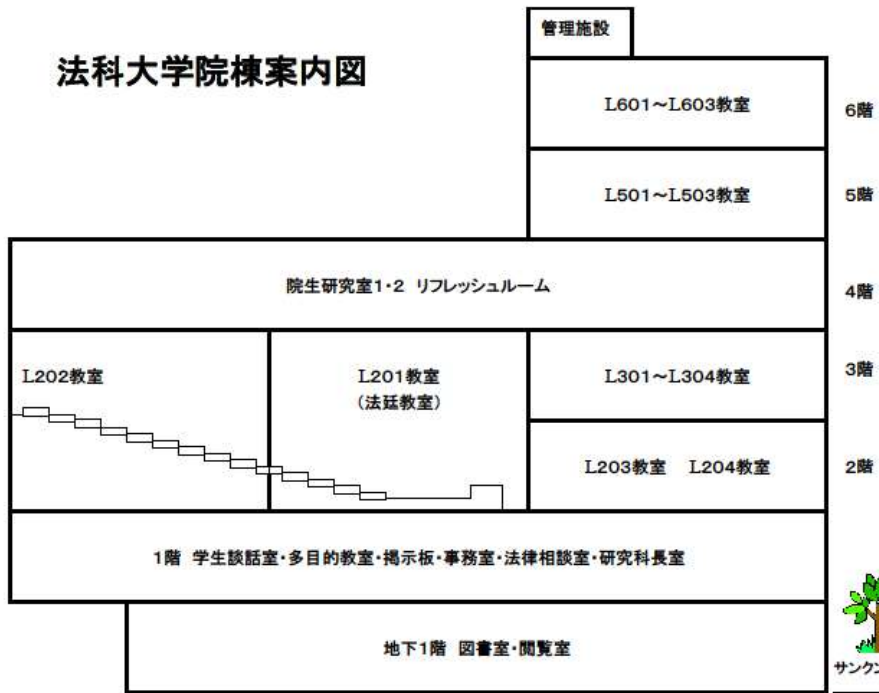 管理施設
法科大学院棟案内図
L601～L603教室
6階
L501～L503教室
5階
院生研究室1・2 リフレッシュルーム
4階
L202教室
L201教室
(法廷教室)
L301～L304教室
3階
L203教室 L204教室
2階
1階 学生談話室・多目的教室・掲示板・事務室・法律相談室・研究科長室
地下1階 図書室・閲覧室
サンクン